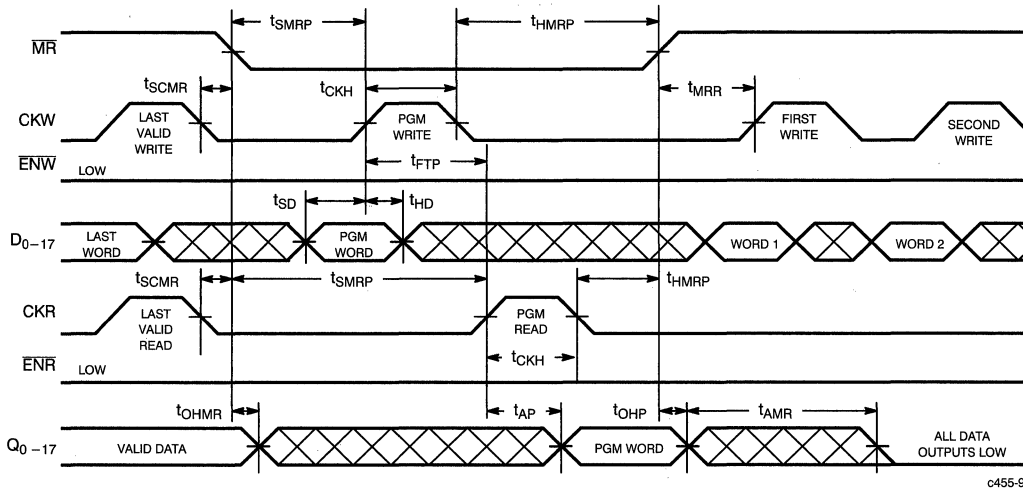 tSMRP
tHMRP
MR
tSCMR
tCKH
tMRR
CKW
LAST
VALID
WRITE
PGM
WRITE
FIRST
WRITE
SECOND
WRITE
ENW
LOW
tFTP
tSD
tHD
D0–17
LAST
WORD
PGM
WORD
WORD 1
WORD 2
tSCMR
tSMRP
tHMRP
CKR
LAST
VALID
READ
PGM
READ
ENR
LOW
tCKH
tOHMR
tAP
tOHP
tAMR
Q0 –17
VALID DATA
PGM WORD
ALL DATA
OUTPUTS LOW
c455-9